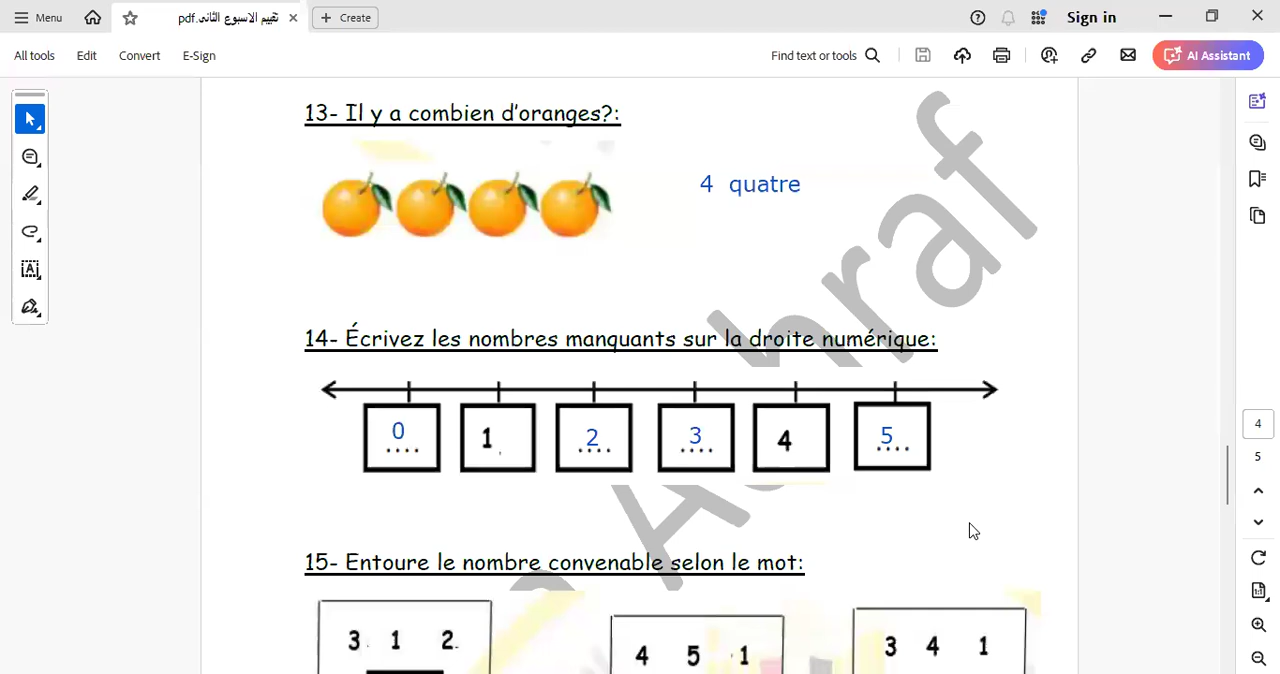 Menu
تقييم الاسبوع الثانى.pdf
Create
Sign in
All tools
Edit
Convert
E-Sign
Find text or tools
AI Assistant
13- Il y a combien d'oranges?:
4 quatre
14- Écrivez les nombres manquants sur la droite numérique:
0 1 2 3 4 5
.... .... .... ....
15- Entoure le nombre convenable selon le mot:
3 1 2
4 5 1
3 4 1
Ashraf
4
5